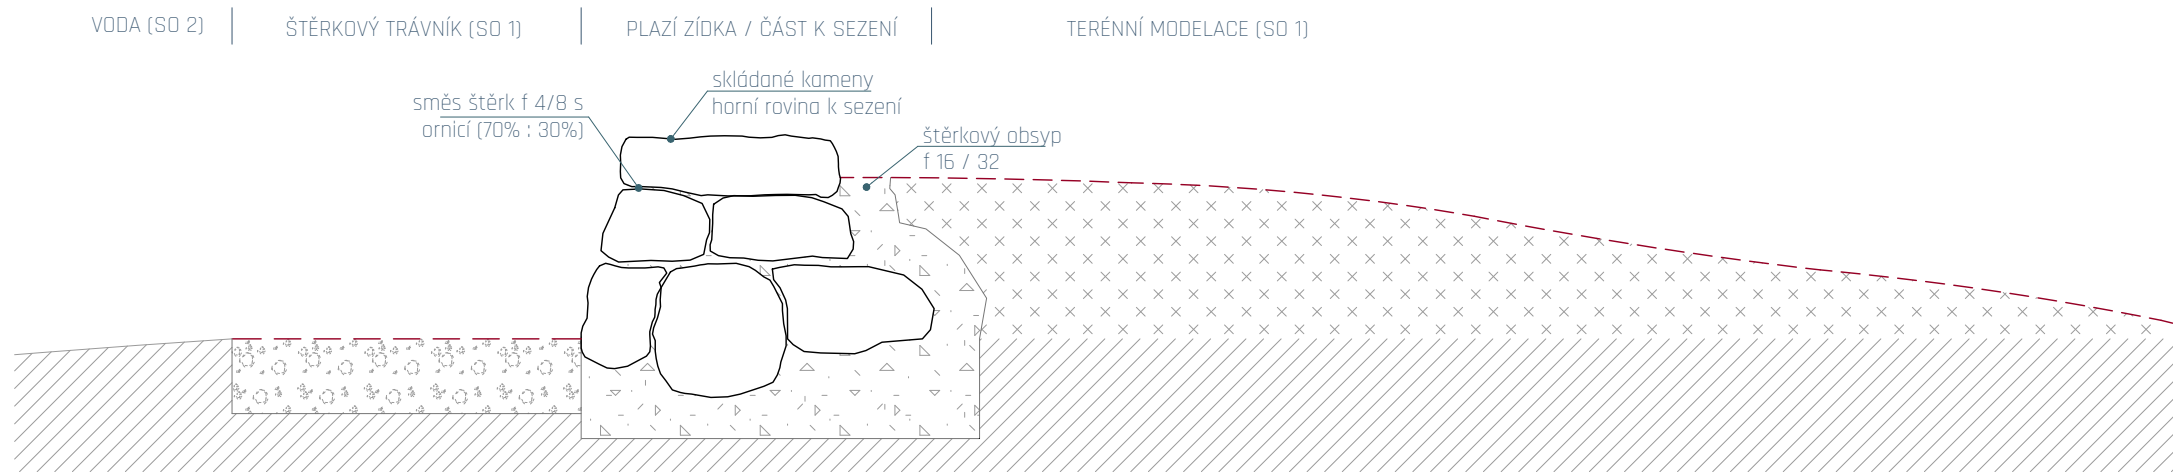 VODA (SO 2)
ŠTĚRKOVÝ TRÁVNÍK (SO 1)
PLAZÍ ZÍDKA / ČÁST K SEZENÍ
TERÉNNÍ MODELACE (SO 1)
skládané kameny
horní rovina k sezení
směs štěrk f 4/8 s
ornicí (70% : 30%)
štěrkový obsyp
f 16 / 32